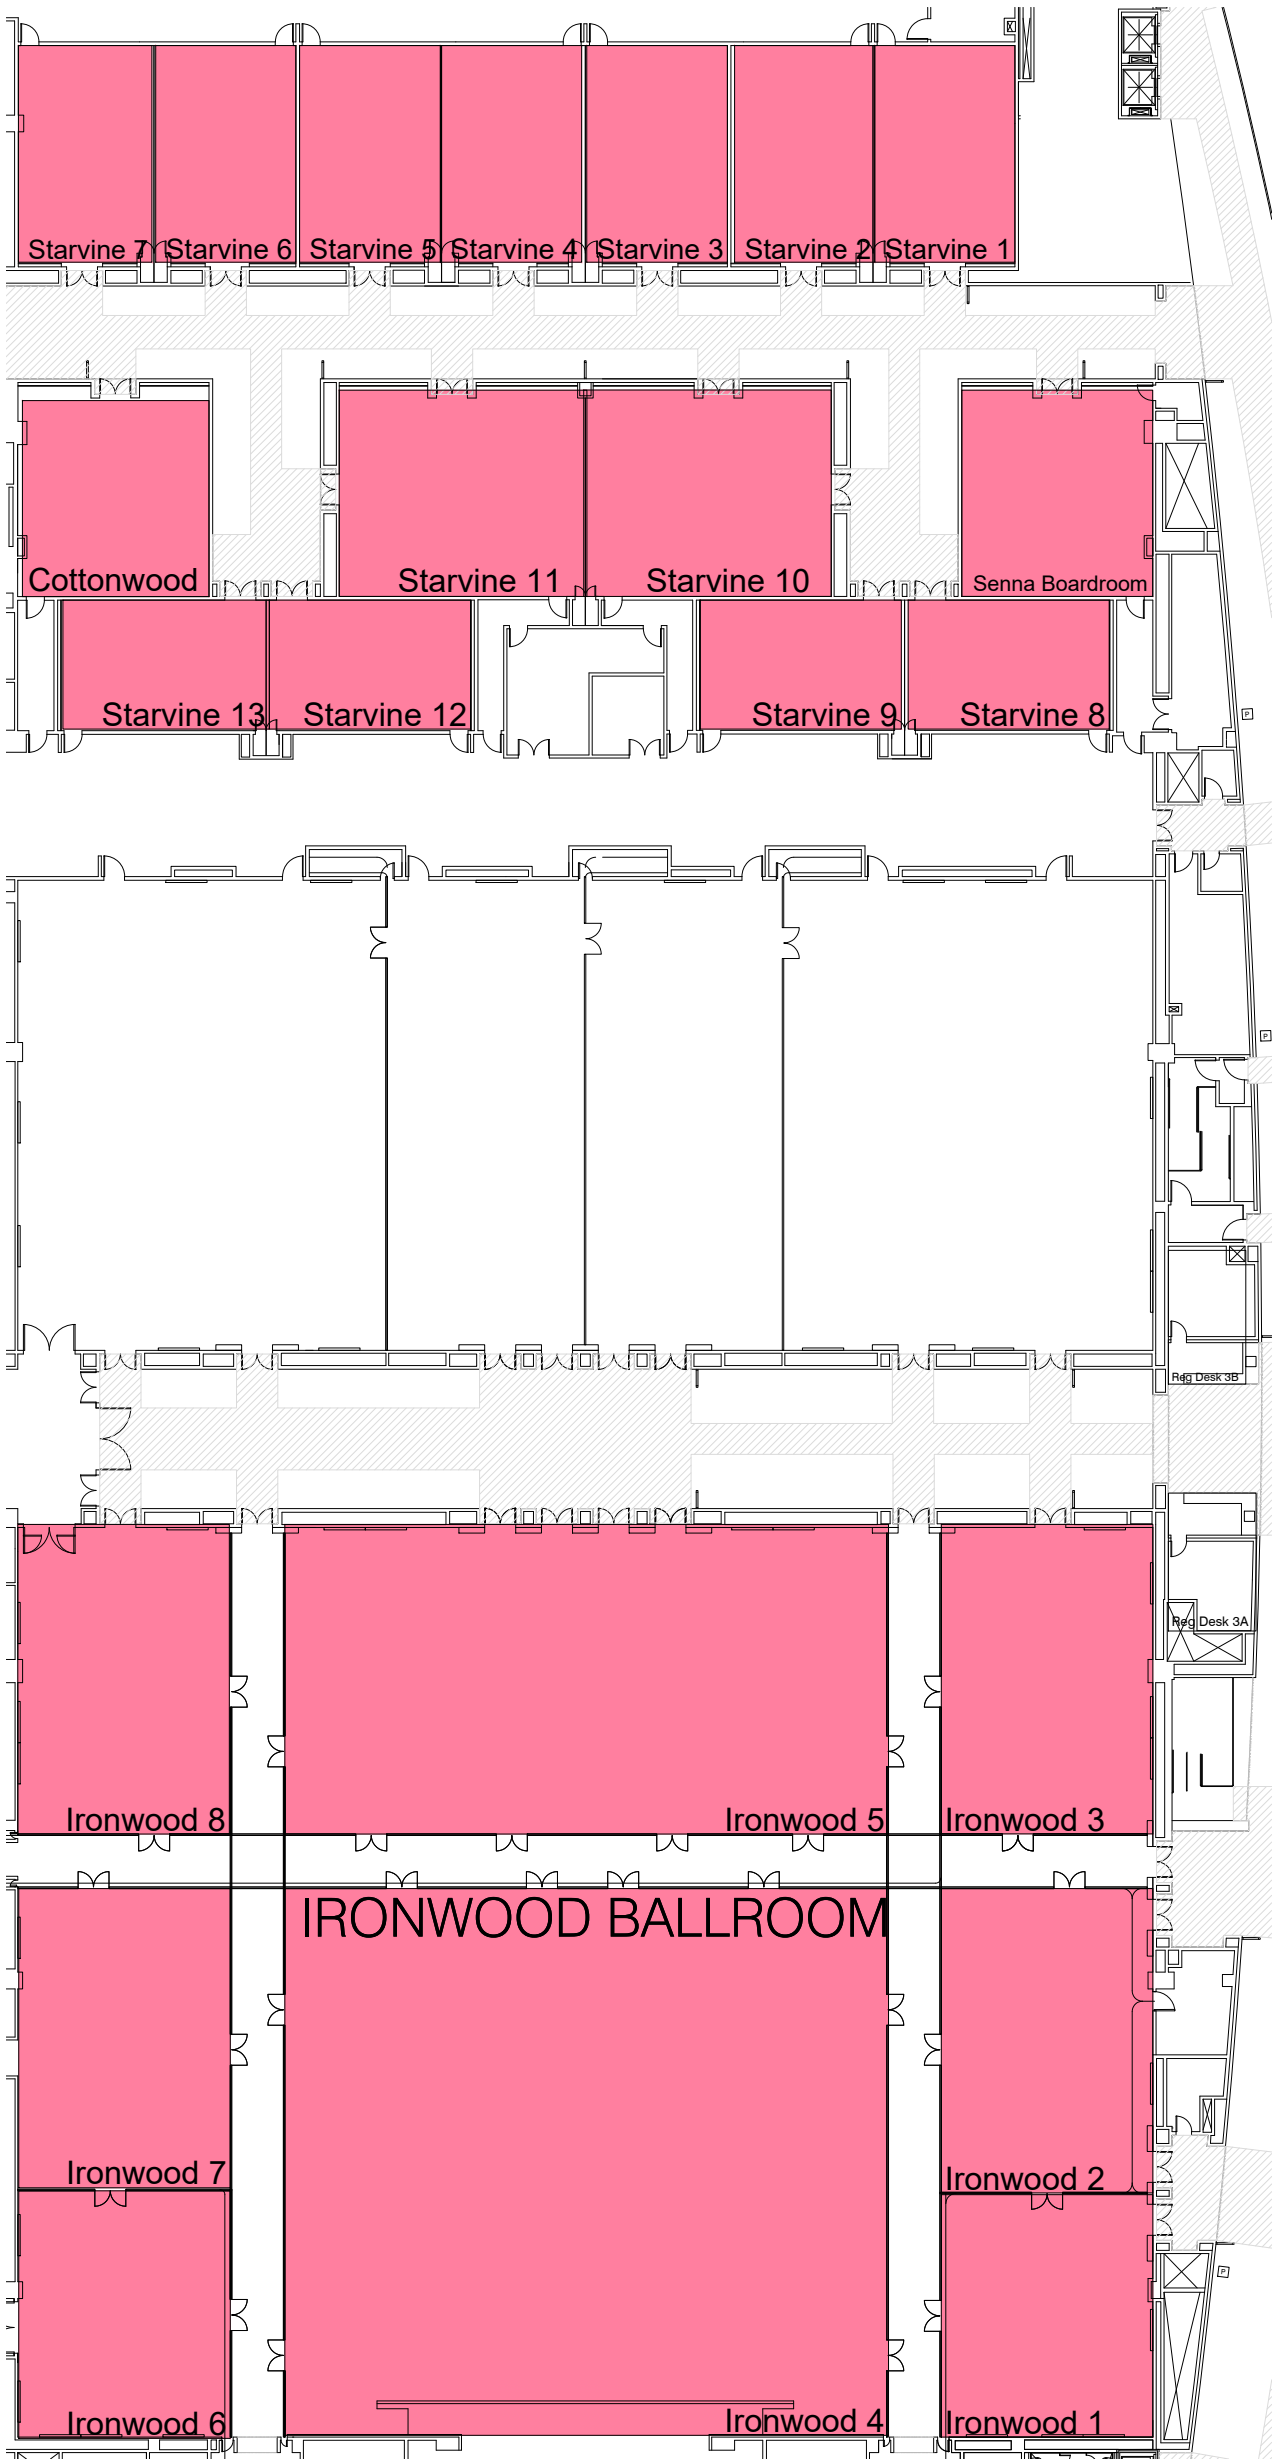 Starvine 7 Starvine 6 Starvine 5 Starvine 4 Starvine 3 Starvine 2 Starvine 1
Cottonwood Starvine 11 Starvine 10 Senna Boardroom
Starvine 13 Starvine 12 Starvine 9 Starvine 8
P
P
Reg Desk 3B
Reg Desk 3A
Ironwood 8 Ironwood 5 Ironwood 3
IRONWOOD BALLROOM
Ironwood 7 Ironwood 2
P
Ironwood 6 Ironwood 4 Ironwood 1